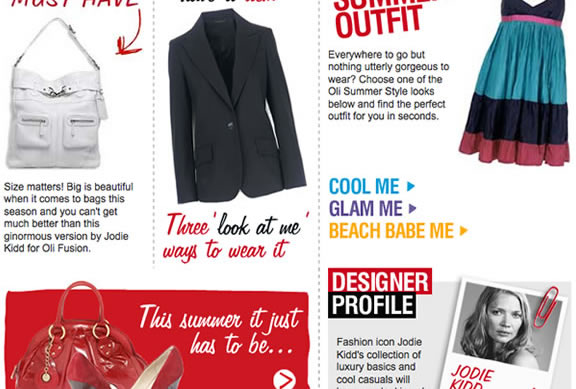 MUST HAVE
Size matters! Big is beautiful
when it comes to bags this
season and you can't get
much better than this
ginormous version by Jodie
Kidd for Oli Fusion.
Three 'look at me'
ways to wear it
SUMMER
OUTFIT
Everywhere to go but
nothing utterly gorgeous to
wear? Choose one of the
Oli Summer Style looks
below and find the perfect
outfit for you in seconds.
COOL ME
GLAM ME
BEACH BABE ME
This summer it just
has to be...
DESIGNER
PROFILE
Fashion icon Jodie
Kidd's collection of
luxury basics and
cool casuals will
JODIE
KIDD